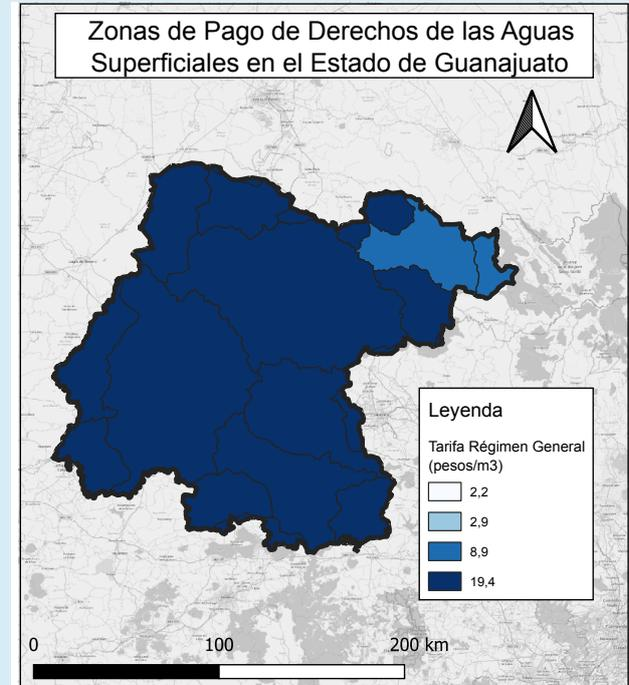 Zonas de Pago de Derechos de las Aguas
Superficiales en el Estado de Guanajuato
Leyenda
Tarifa Régimen General
(pesos/m3)
2,2
2,9
8,9
19,4
0 100 200 km